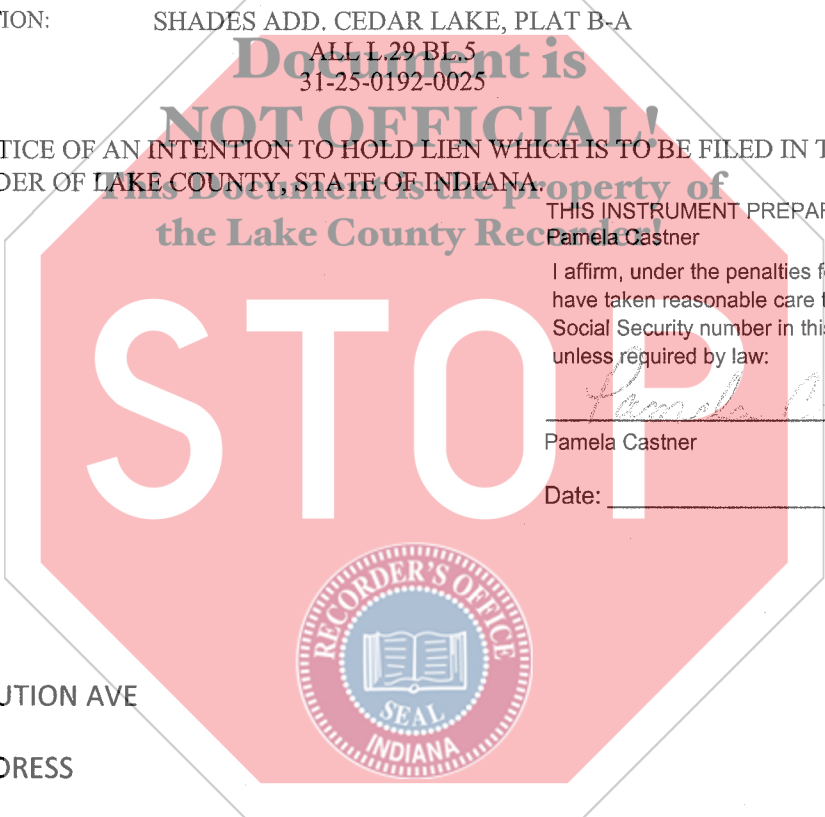 TION: SHADES ADD. CEDAR LAKE, PLAT B-A
ALL L.29 BL.5
31-25-0192-0025
Document is
NOT OFFICIAL!
This Document is the property of
the Lake County Recorder!
TICE OF AN INTENTION TO HOLD LIEN WHICH IS TO BE FILED IN T
DER OF LAKE COUNTY, STATE OF INDIANA.
THIS INSTRUMENT PREPAR
Pamela Castner
I affirm, under the penalties f
have taken reasonable care t
Social Security number in this
unless required by law:
Pamela C
Pamela Castner
Date:
STOP
RECORDER'S OFFICE
SEAL
INDIANA
UTION AVE
DRESS